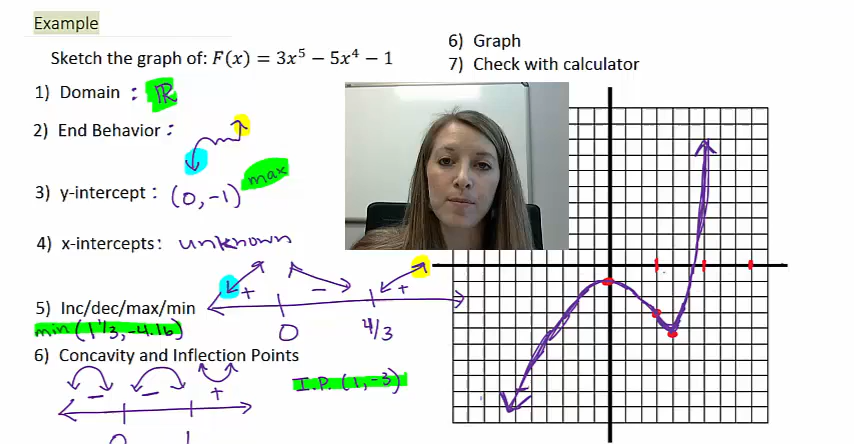 Example
Sketch the graph of: F(x) = 3x⁵ − 5x⁴ − 1
1) Domain : ℝ
2) End Behavior :
3) y-intercept : (0, -1) max
4) x-intercepts: unknown
+ − +
5) Inc/dec/max/min
0 4/3
min (1 1/3, -4.16)
6) Concavity and Inflection Points
I.P. (1, -3)
− − +
0 1
6) Graph
7) Check with calculator